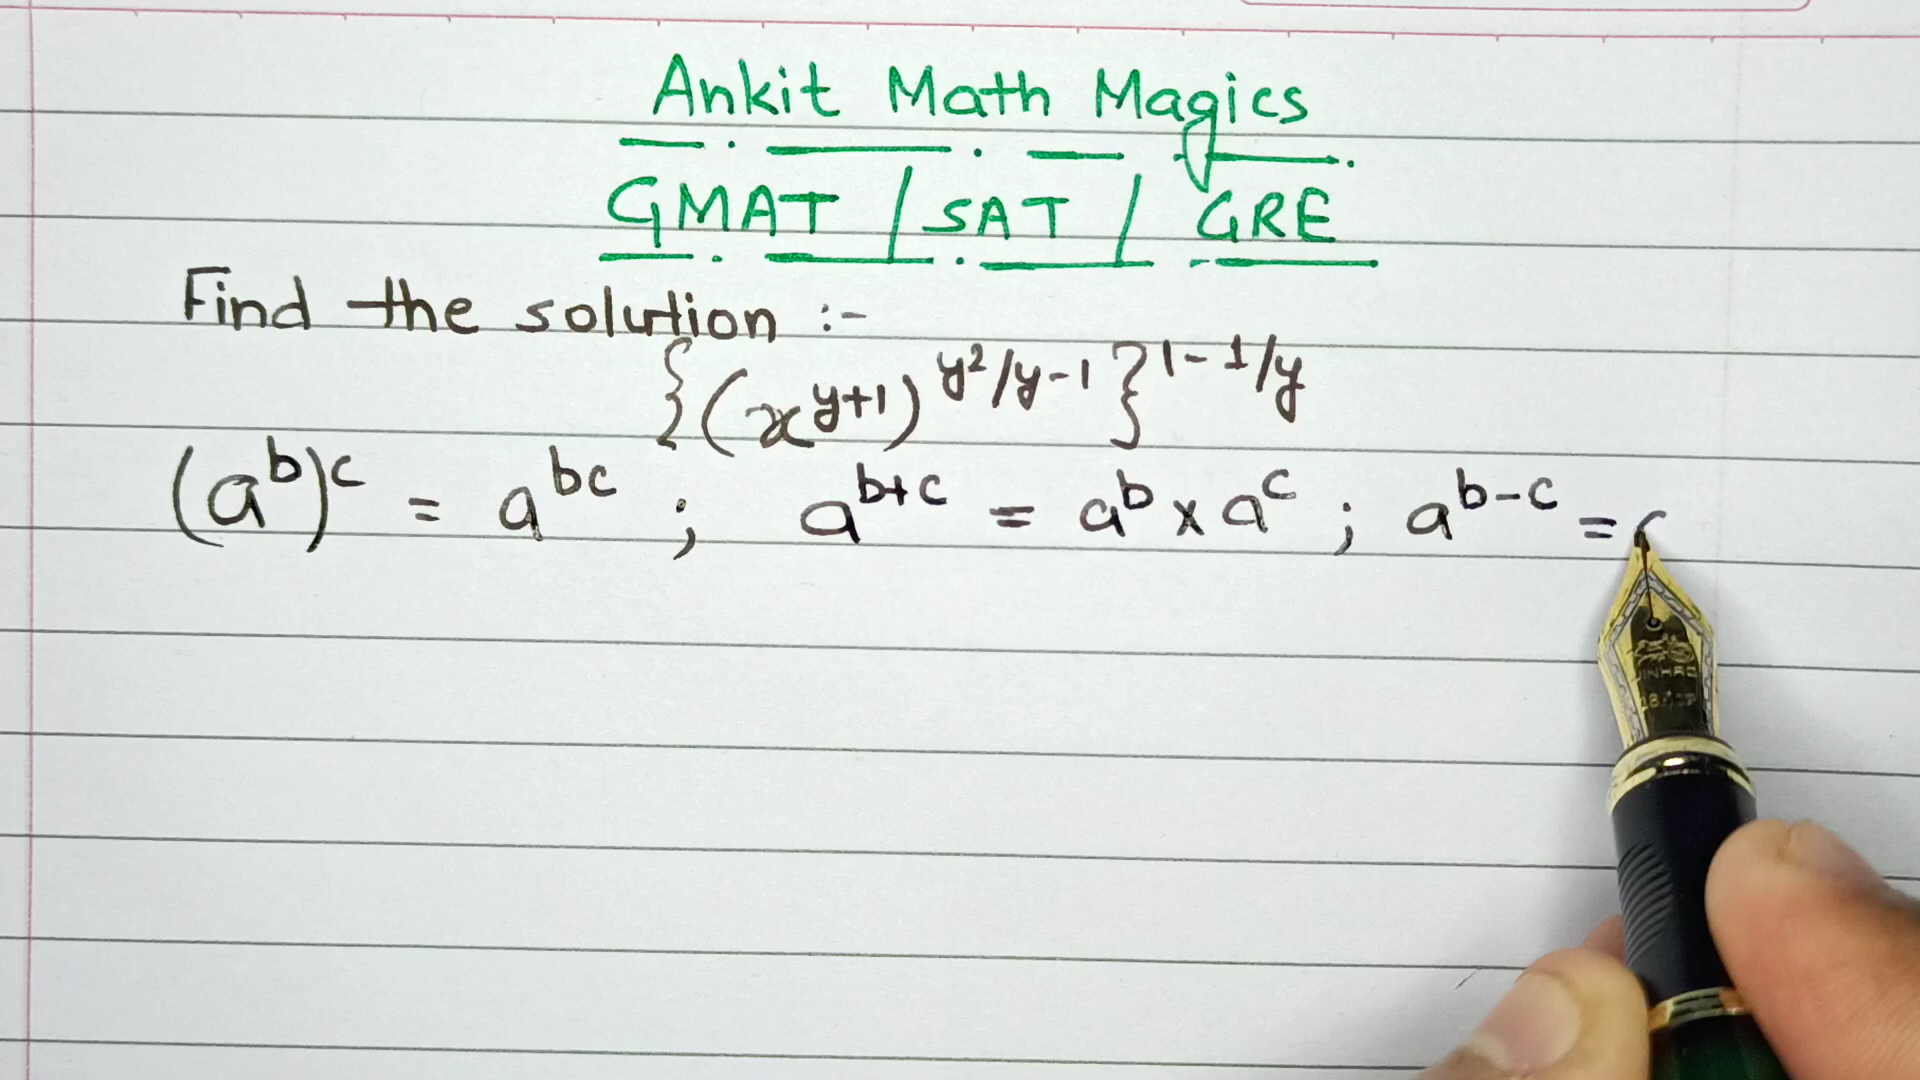 Ankit Math Magics
GMAT / SAT / GRE
Find the solution :-
{(x^(y+1))^(y²/y-1)}^(1-1/y)
(a^b)^c = a^(bc) ; a^(b+c) = a^b × a^c ; a^(b-c) =